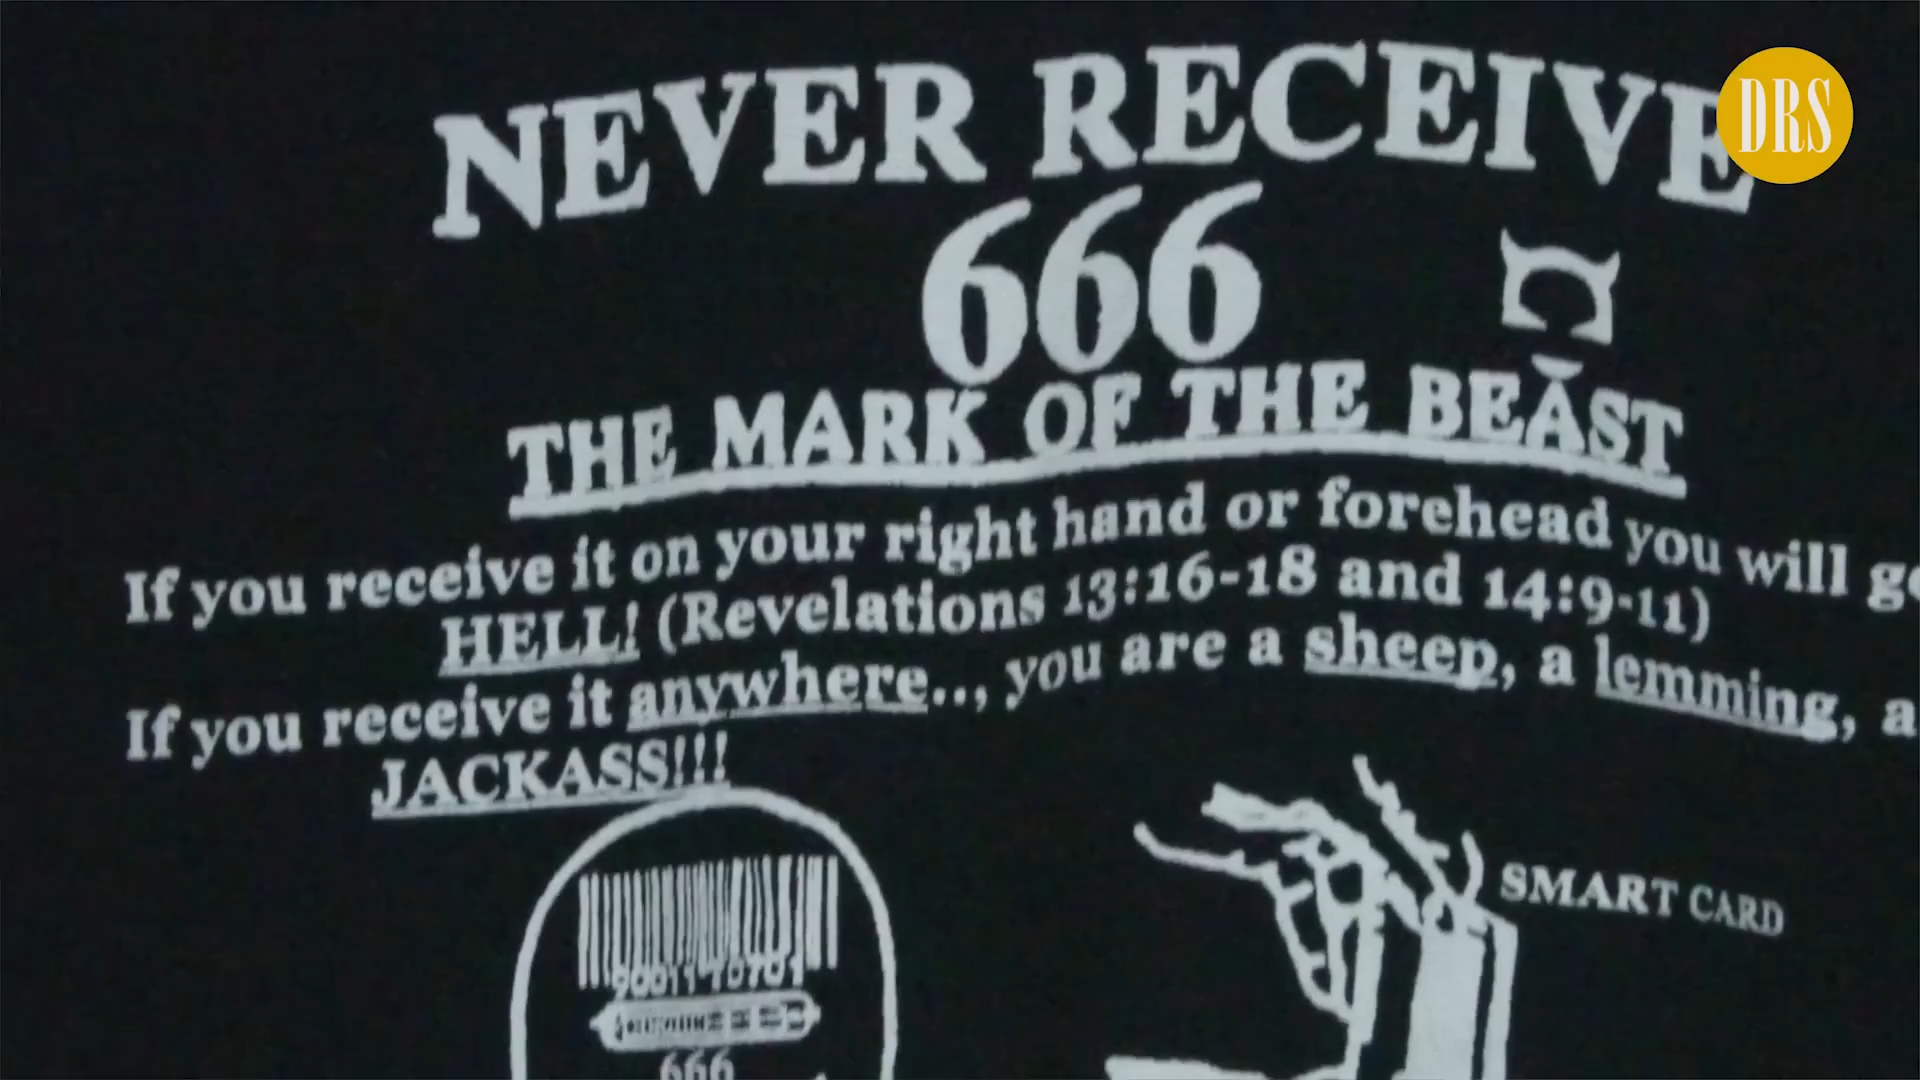 NEVER RECEIVE
DRS
666
THE MARK OF THE BEAST
If you receive it on your right hand or forehead you will
HELL! (Revelations 13:16-18 and 14:9-11)
If you receive it anywhere.., you are a sheep, a lemming, a
JACKASS!!!
SMART CARD
666